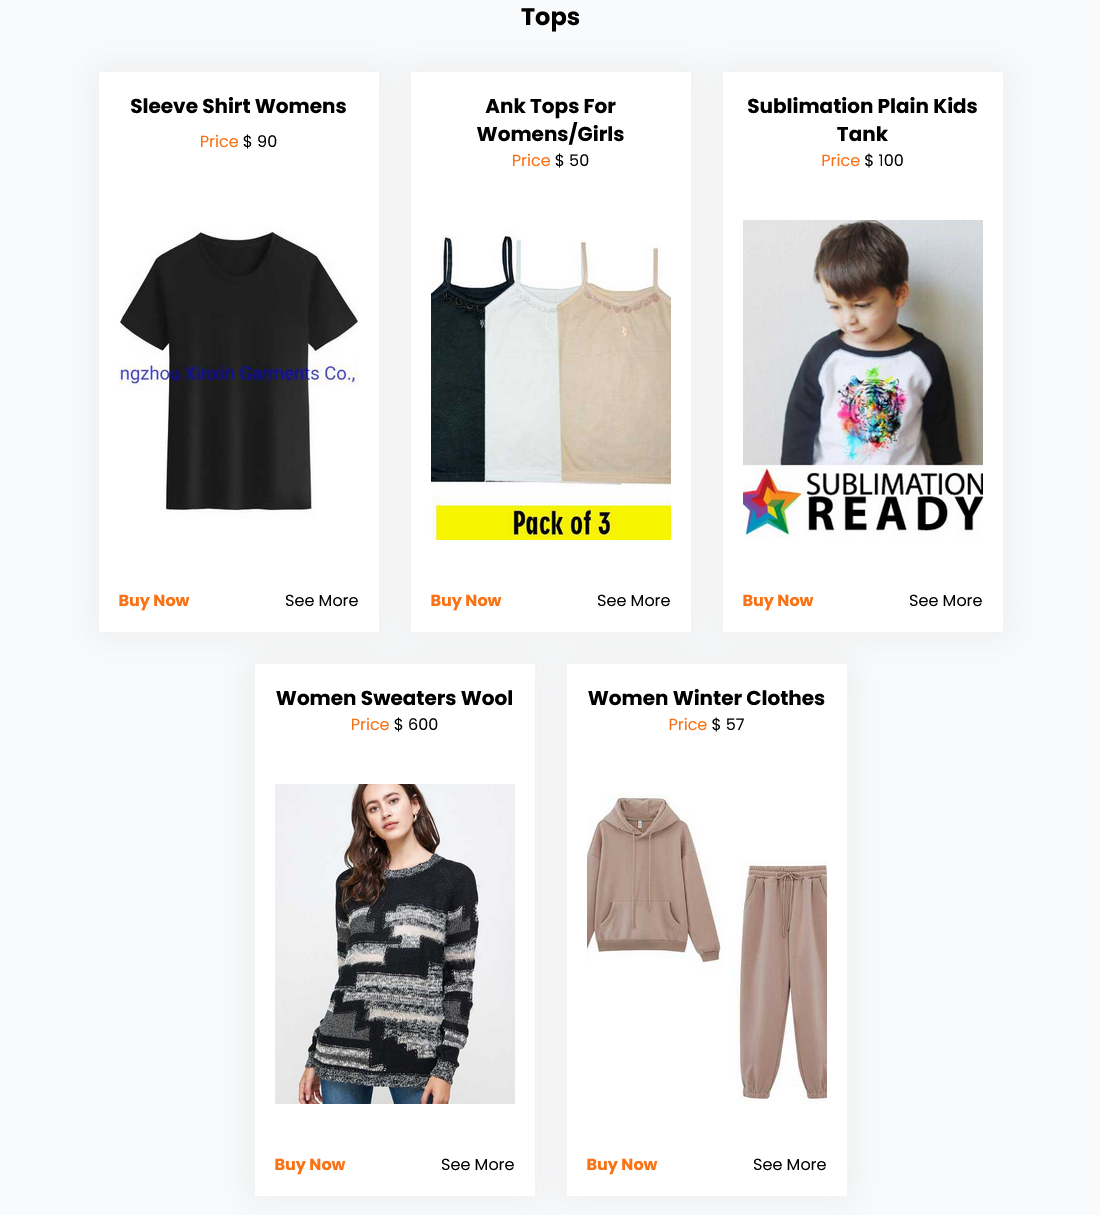 Tops
Sleeve Shirt Womens
Price $ 90
ngzhou Garments Co.,
Buy Now
See More
Ank Tops For
Womens/Girls
Price $ 50
Pack of 3
Buy Now
See More
Sublimation Plain Kids
Tank
Price $ 100
SUBLIMATION
READY
Buy Now
See More
Women Sweaters Wool
Price $ 600
Buy Now
See More
Women Winter Clothes
Price $ 57
Buy Now
See More